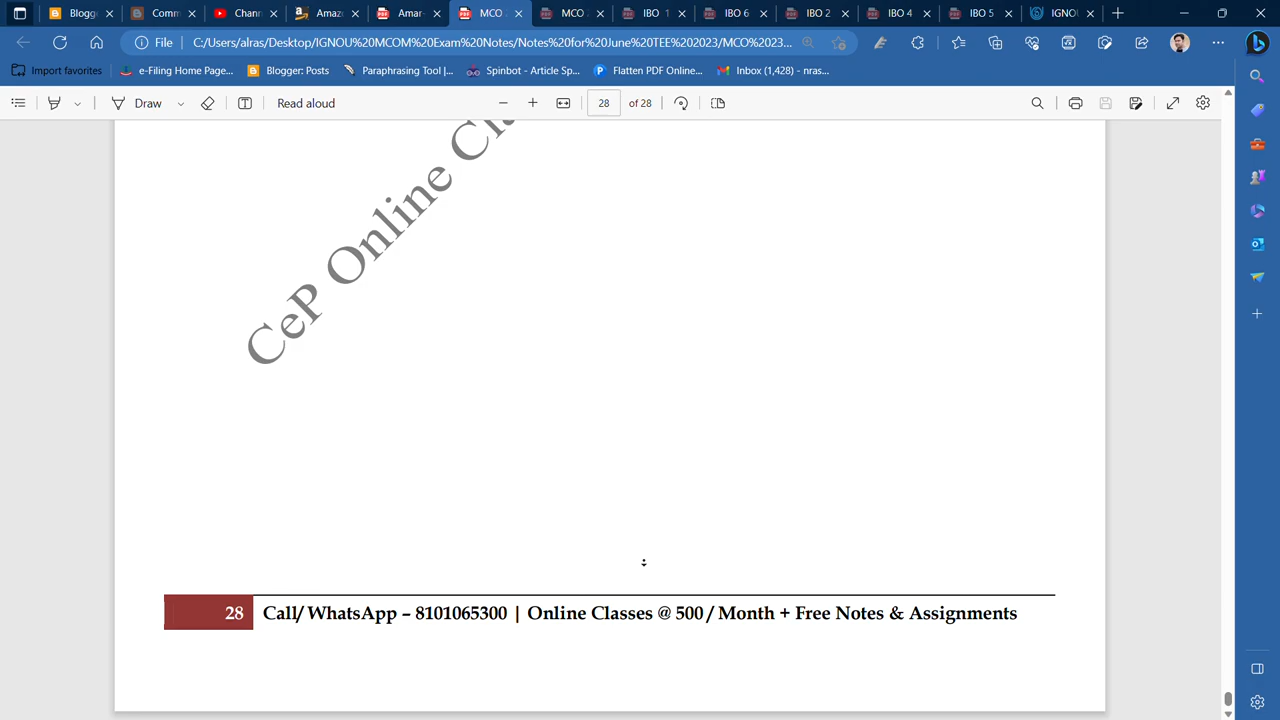 Blogg
Comm
Chann
Amaz
Amar
MCO
MCO
IBO 1
IBO 6
IBO 2
IBO 4
IBO 5
IGNOU
File
C:/Users/alras/Desktop/IGNOU%20MCOM%20Exam%20Notes/Notes%20for%20June%20TEE%202023/MCO%2023...
Import favorites
e-Filing Home Page...
Blogger: Posts
Paraphrasing Tool |...
Spinbot - Article Sp...
Flatten PDF Online...
Inbox (1,428) - nras...
Draw
Read aloud
28 of 28
CeP Online Cla
28 Call/ WhatsApp – 8101065300 | Online Classes @ 500 / Month + Free Notes & Assignments